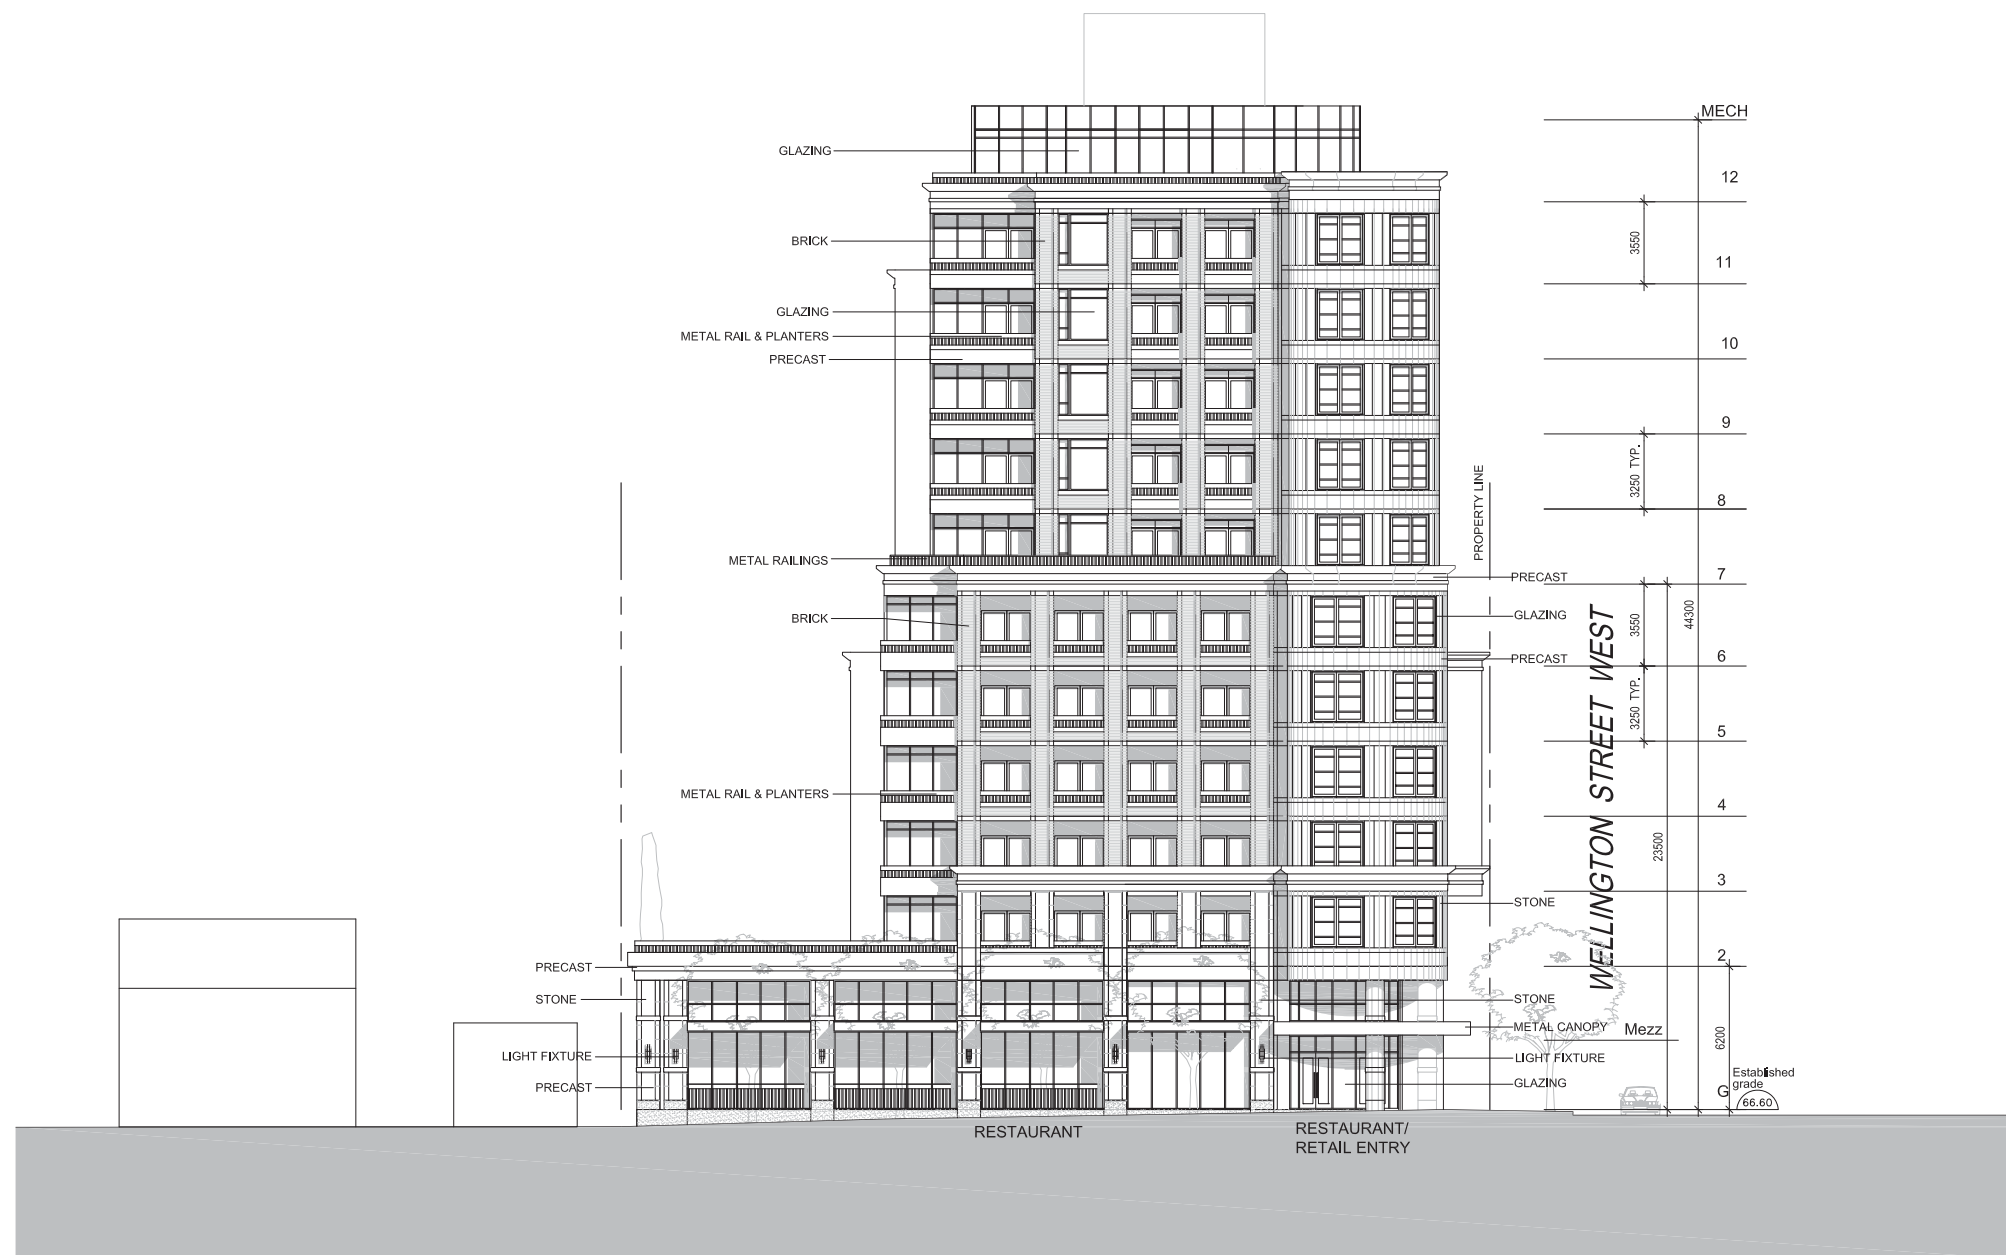 MECH
GLAZING
12
BRICK
3550
11
GLAZING
METAL RAIL & PLANTERS
10
PRECAST
9
3250 TYP.
PROPERTY LINE
8
METAL RAILINGS
PRECAST
7
BRICK
GLAZING
3550
44300
PRECAST
6
WELLINGTON STREET WEST
3250 TYP.
5
METAL RAIL & PLANTERS
4
23500
3
STONE
PRECAST
2
STONE
STONE
METAL CANOPY
Mezz
6200
LIGHT FIXTURE
LIGHT FIXTURE
Established
grade
PRECAST
GLAZING
G
66.60
RESTAURANT
RESTAURANT/
RETAIL ENTRY